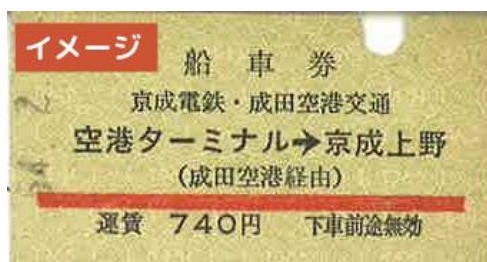 イメージ
船車券
京成電鉄・成田空港交通
空港ターミナル→京成上野
(成田空港経由)
運賃 740円 下車前途無効